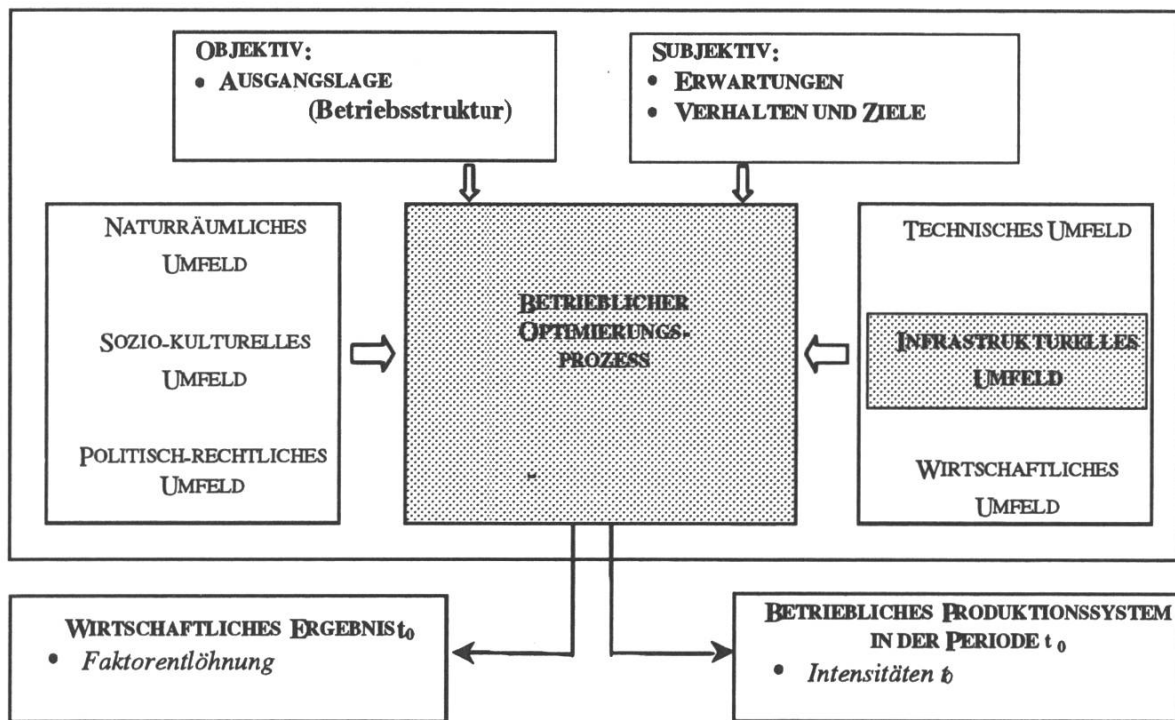 OBJEKTIV:
• AUSGANGSLAGE
(Betriebsstruktur)
SUBJEKTIV:
• ERWARTUNGEN
• VERHALTEN UND ZIELE
NATURRÄUMLICHES
UMFELD
SOZIO-KULTURELLES
UMFELD
POLITISCH-RECHTLICHES
UMFELD
BETRIEBLICHER
OPTIMIERUNGS-
PROZESS
TECHNISCHES UMFELD
INFRASTRUKTURELLES
UMFELD
WIRTSCHAFTLICHES
UMFELD
WIRTSCHAFTLICHES ERGEBNIS t₀
• Faktorentlöhnung
BETRIEBLICHES PRODUKTIONSSYSTEM
IN DER PERIODE t₀
• Intensitäten t₀